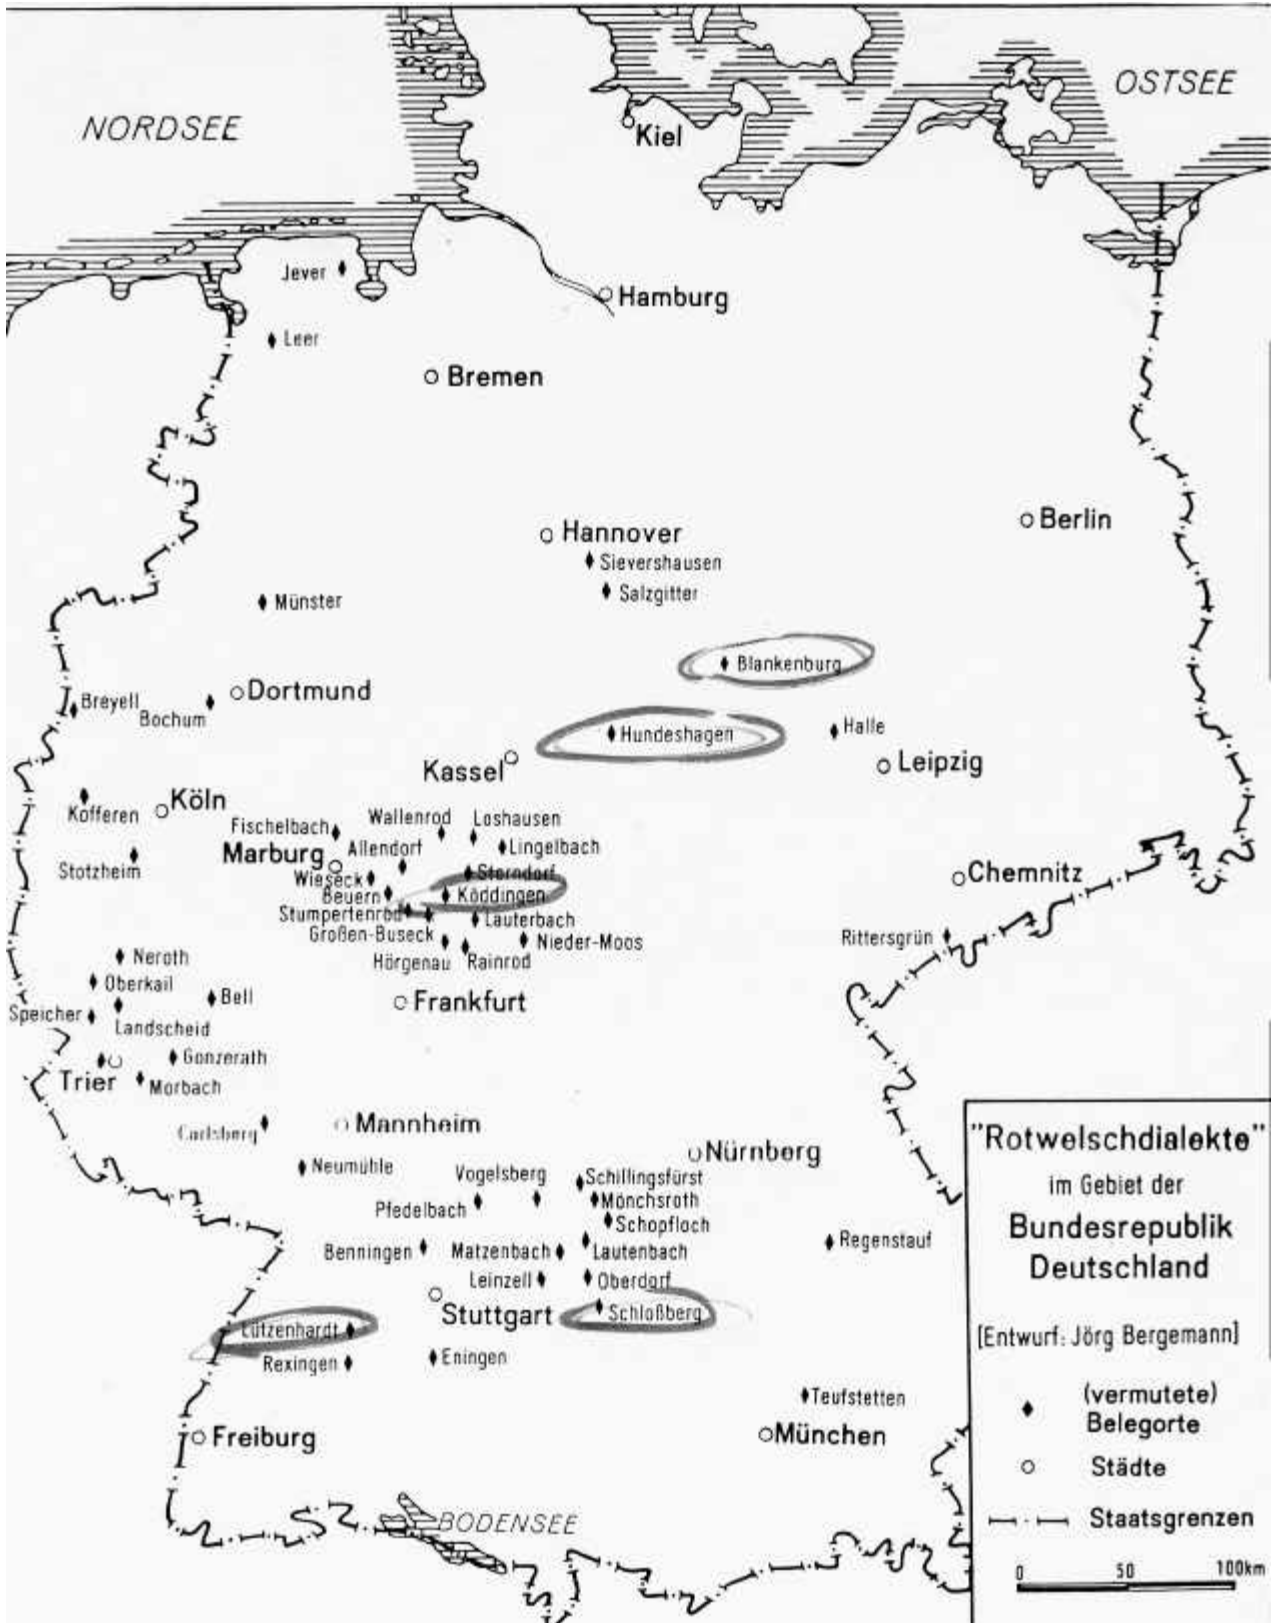 NORDSEE
OSTSEE
Kiel
Jever
Hamburg
Leer
Bremen
Berlin
Hannover
Sievershausen
Salzgitter
Münster
Blankenburg
Dortmund
Breyell
Bochum
Hundeshagen
Halle
Kassel
Leipzig
Kofferen
Köln
Fischelbach
Wallenrod
Loshausen
Marburg
Allendorf
Lingelbach
Stotzheim
Wieseck
Sterndorf
Chemnitz
Beuern
Köddingen
Stumpertenrod
Lauterbach
Großen-Buseck
Nieder-Moos
Rittersgrün
Hörgenau
Rainrod
Neroth
Oberkail
Bell
Frankfurt
Speicher
Landscheid
Gonzerath
Trier
Morbach
Carlsberg
Mannheim
Nürnberg
Neumühle
Vogelsberg
Schillingsfürst
Pfedelbach
Mönchsroth
Schopfloch
Benningen
Matzenbach
Lautenbach
Regenstauf
Leinzell
Oberdorf
Stuttgart
Schloßberg
Lützenhardt
Rexingen
Eningen
Teufstetten
Freiburg
München
BODENSEE
"Rotwelschdialekte"
im Gebiet der
Bundesrepublik
Deutschland
[Entwurf: Jörg Bergemann]
(vermutete)
Belegorte
Städte
Staatsgrenzen
0 50 100km